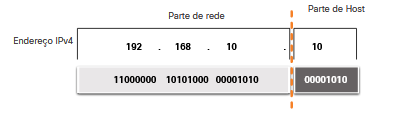 Parte de rede
Parte de Host
Endereço IPv4
192 . 168 . 10 . 10
11000000 10101000 00001010 00001010